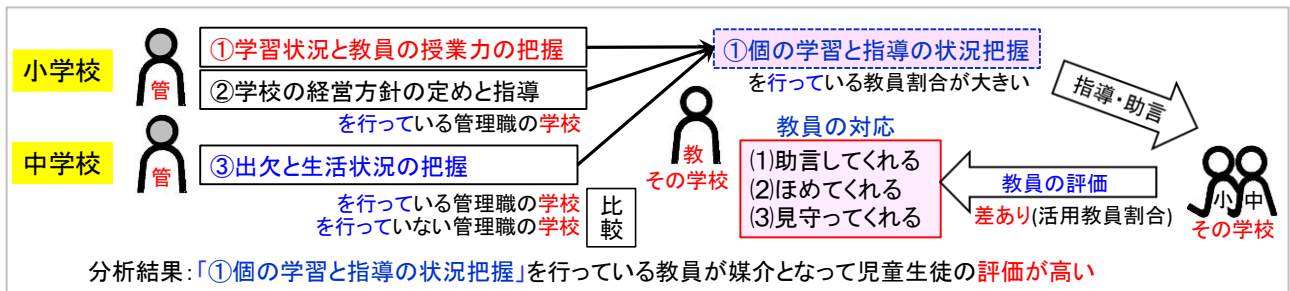 小学校
管
①学習状況と教員の授業力の把握
②学校の経営方針の定めと指導
を行っている管理職の学校
中学校
管
③出欠と生活状況の把握
を行っている管理職の学校
を行っていない管理職の学校
比較
①個の学習と指導の状況把握
を行っている教員割合が大きい
教
その学校
教員の対応
(1)助言してくれる
(2)ほめてくれる
(3)見守ってくれる
指導・助言
教員の評価
差あり(活用教員割合)
小 中
その学校
分析結果:「①個の学習と指導の状況把握」を行っている教員が媒介となって児童生徒の評価が高い